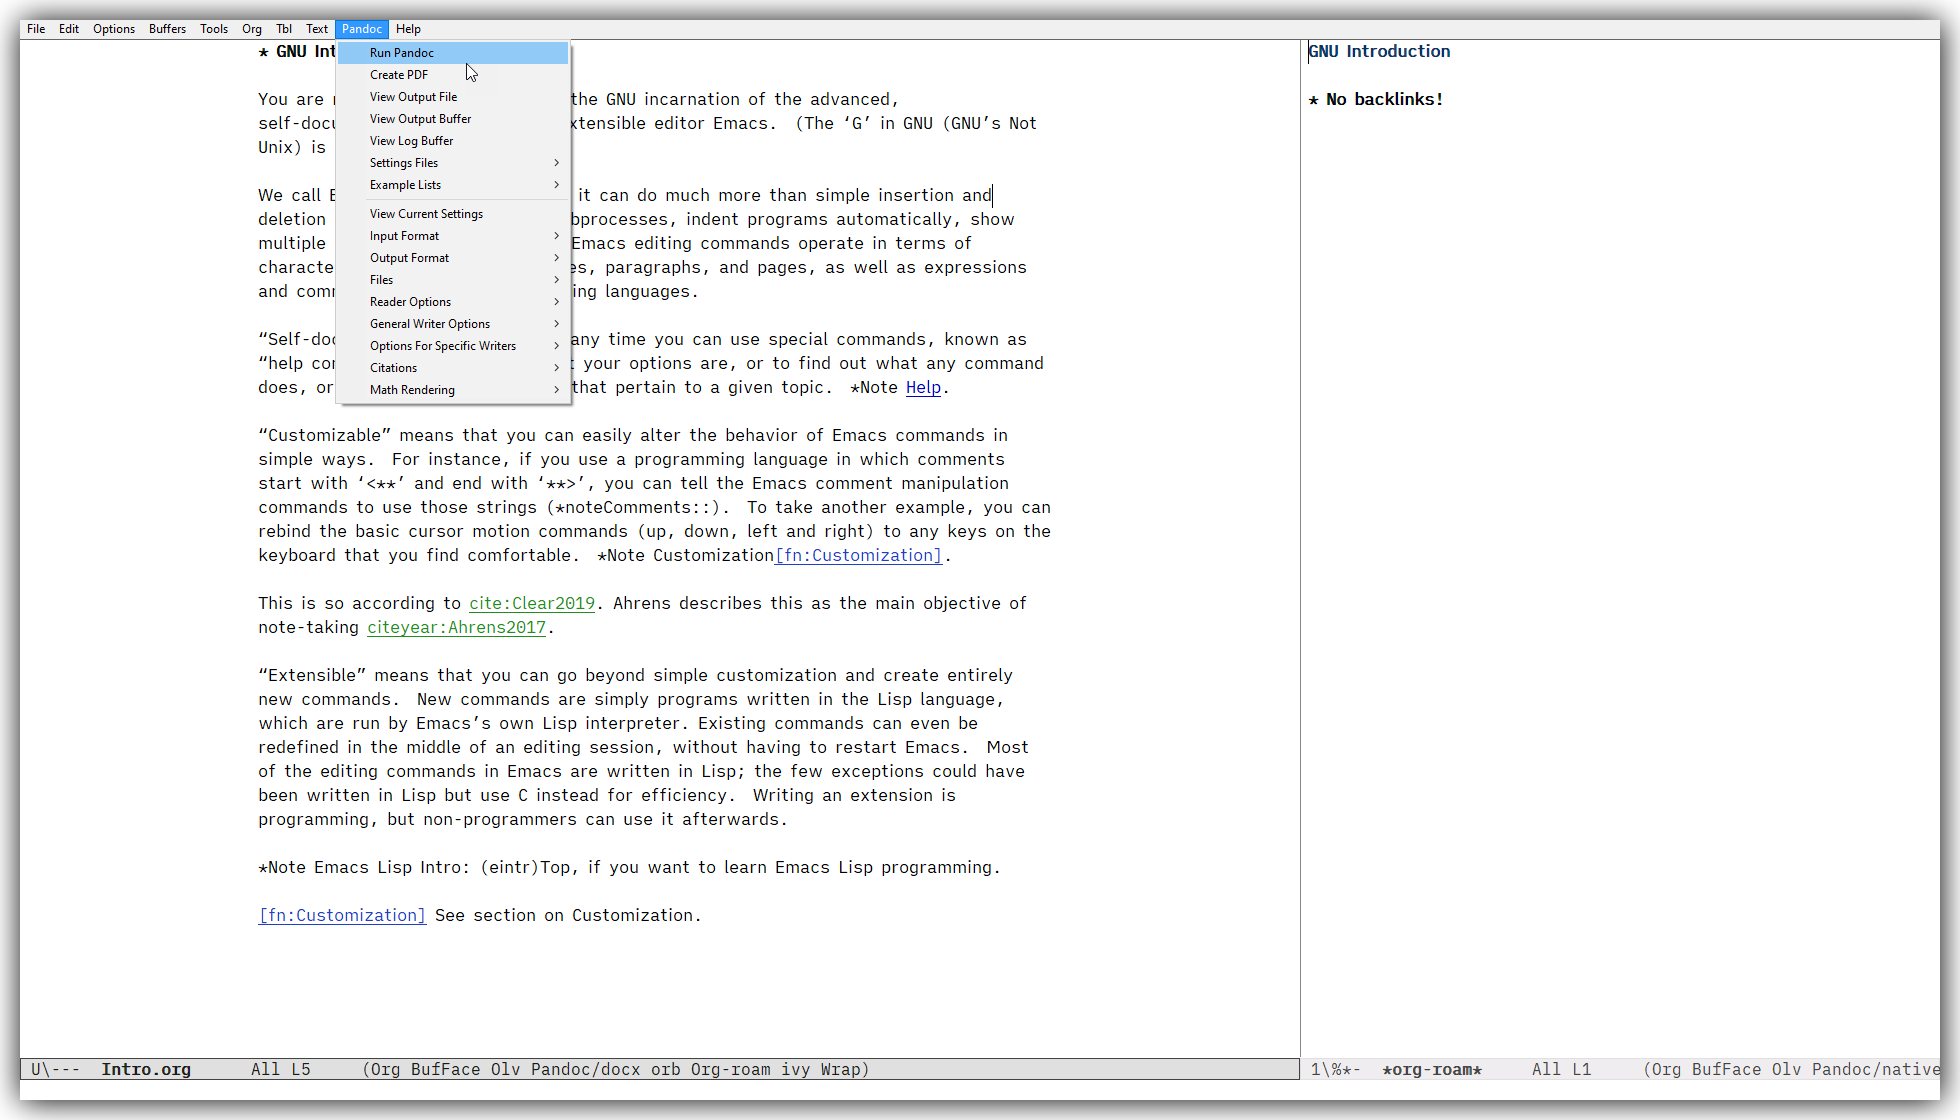 File Edit Options Buffers Tools Org Tbl Text Pandoc Help
Run Pandoc
Create PDF
View Output File
View Output Buffer
View Log Buffer
Settings Files
Example Lists
View Current Settings
Input Format
Output Format
Files
Reader Options
General Writer Options
Options For Specific Writers
Citations
Math Rendering
* GNU Int
You are the GNU incarnation of the advanced,
self-docu xtensible editor Emacs.  (The ‘G’ in GNU (GNU’s Not
Unix) is
We call E it can do much more than simple insertion and
deletion bprocesses, indent programs automatically, show
multiple Emacs editing commands operate in terms of
characte es, paragraphs, and pages, as well as expressions
and comm ing languages.
“Self-doc any time you can use special commands, known as
“help com t your options are, or to find out what any command
does, or that pertain to a given topic.  *Note Help.
“Customizable” means that you can easily alter the behavior of Emacs commands in
simple ways.  For instance, if you use a programming language in which comments
start with ‘<**’ and end with ‘**>’, you can tell the Emacs comment manipulation
commands to use those strings (*noteComments::).  To take another example, you can
rebind the basic cursor motion commands (up, down, left and right) to any keys on the
keyboard that you find comfortable.  *Note Customization[fn:Customization].
This is so according to cite:Clear2019. Ahrens describes this as the main objective of
note-taking citeyear:Ahrens2017.
“Extensible” means that you can go beyond simple customization and create entirely
new commands.  New commands are simply programs written in the Lisp language,
which are run by Emacs’s own Lisp interpreter. Existing commands can even be
redefined in the middle of an editing session, without having to restart Emacs.  Most
of the editing commands in Emacs are written in Lisp; the few exceptions could have
been written in Lisp but use C instead for efficiency.  Writing an extension is
programming, but non-programmers can use it afterwards.
*Note Emacs Lisp Intro: (eintr)Top, if you want to learn Emacs Lisp programming.
[fn:Customization] See section on Customization.
U\--- Intro.org All L5 (Org BufFace Olv Pandoc/docx orb Org-roam ivy Wrap)
GNU Introduction
* No backlinks!
1\%*- *org-roam* All L1 (Org BufFace Olv Pandoc/native